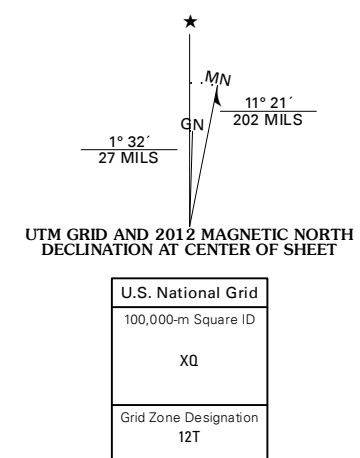 ★
MN
GN
11° 21´
202 MILS
1° 32´
27 MILS
UTM GRID AND 2012 MAGNETIC NORTH
DECLINATION AT CENTER OF SHEET
U.S. National Grid
100,000-m Square ID
XQ
Grid Zone Designation
12T